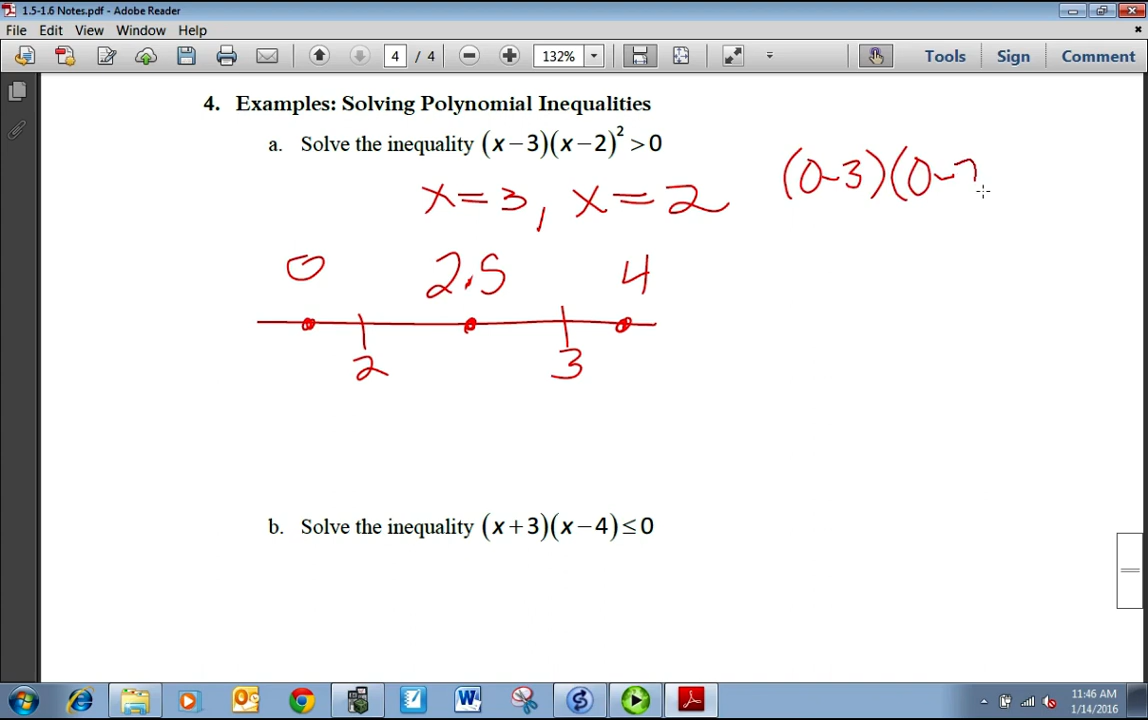 1.5-1.6 Notes.pdf - Adobe Reader
File Edit View Window Help
4 / 4 132% Tools Sign Comment
4. Examples: Solving Polynomial Inequalities
a. Solve the inequality (x−3)(x−2)² >0
x=3, x=2
(0-3)(0-2
0 2.5 4
2 3
b. Solve the inequality (x+3)(x−4)≤0
11:46 AM
1/14/2016